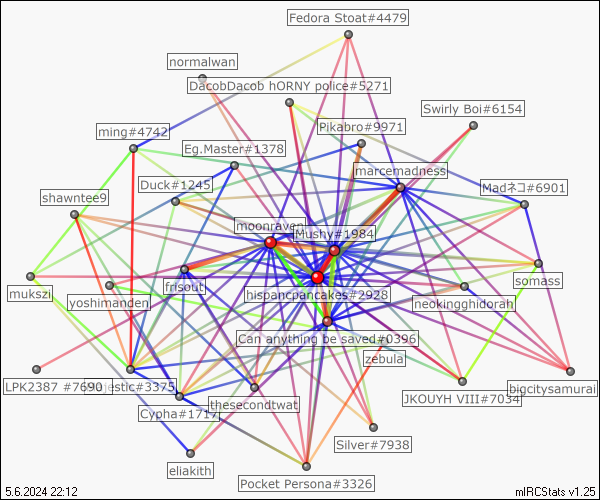 Fedora Stoat#4479
normalwan
DacobDacob hORNY police#5271
Swirly Boi#6154
Pikabro#9971
ming#4742
Eg.Master#1378
marcemadness
Duck#1245
Madネコ#6901
shawntee9
moonraven
Mushy#1984
frisout
somass
mukszi
yoshimanden
hispancpancakes#2928
neokingghidorah
Can anything be saved#0396
zebula
LPK2387 #7690
jestic#3375
bigcitysamurai
JKOUYH VIII#7034
Cypha#1717
thesecondtwat
Silver#7938
eliakith
Pocket Persona#3326
5.6.2024 22:12
mIRCStats v1.25